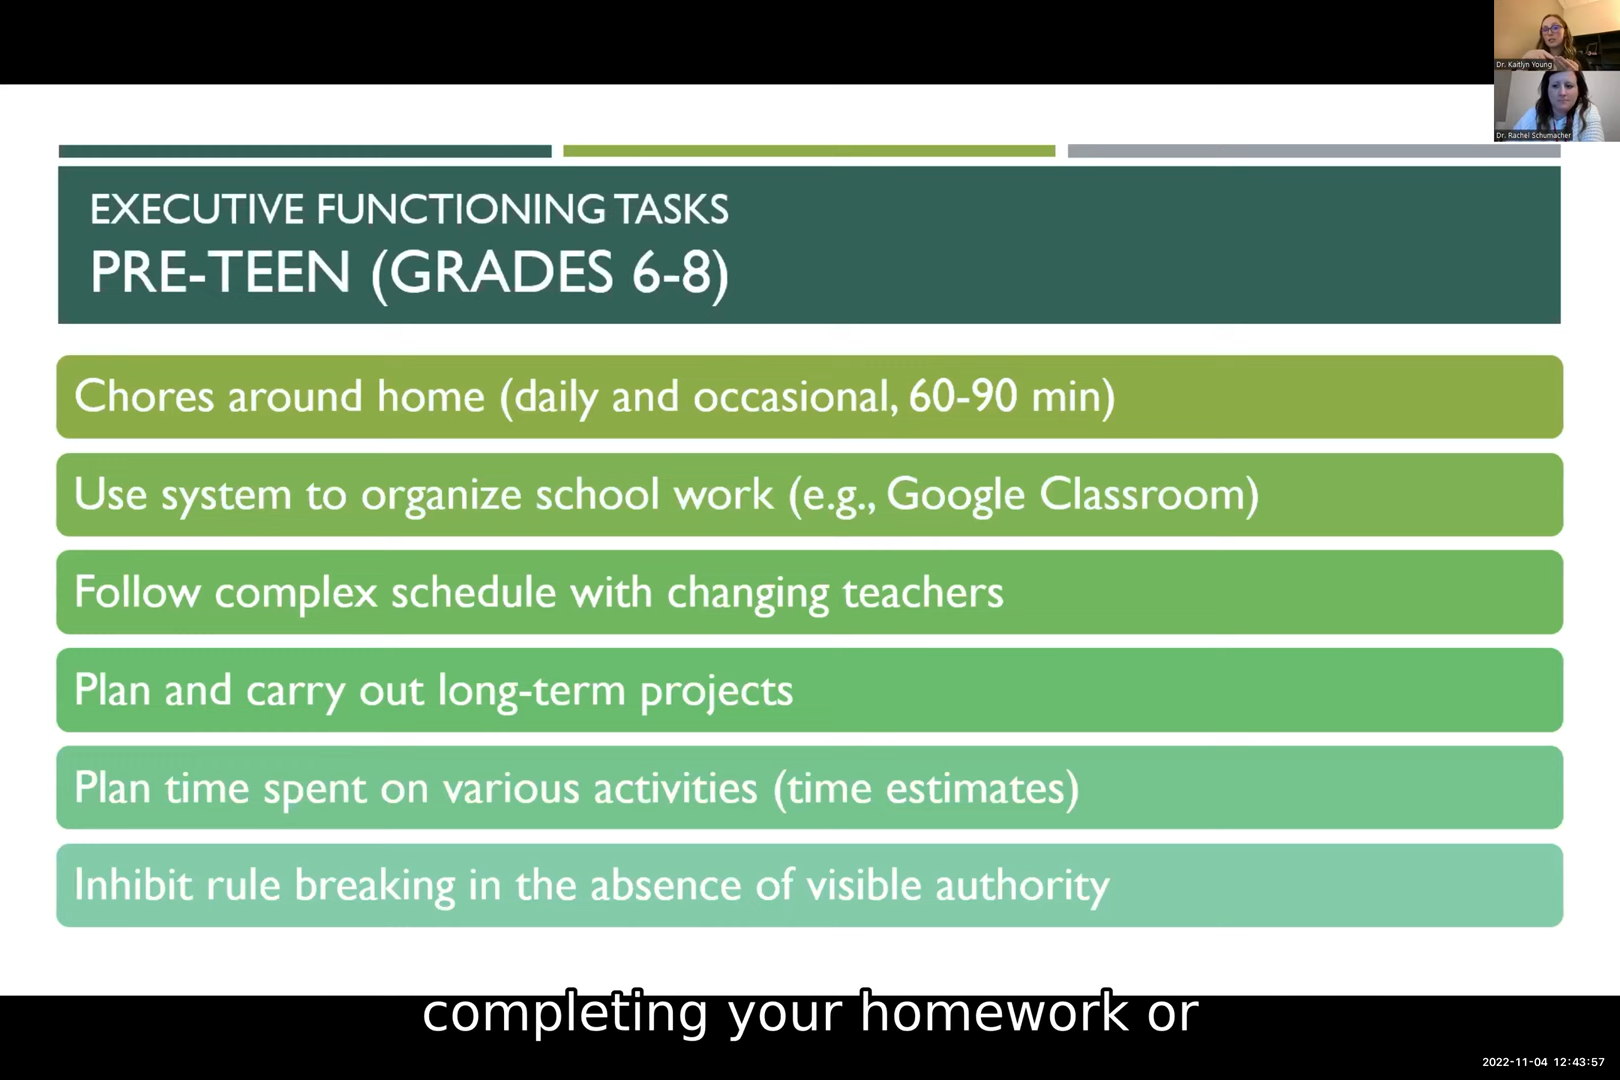 Dr. Kaitlyn Young
Dr. Rachel Schumacher
EXECUTIVE FUNCTIONING TASKS
PRE-TEEN (GRADES 6-8)
Chores around home (daily and occasional, 60-90 min)
Use system to organize school work (e.g., Google Classroom)
Follow complex schedule with changing teachers
Plan and carry out long-term projects
Plan time spent on various activities (time estimates)
Inhibit rule breaking in the absence of visible authority
completing your homework or
2022-11-04 12:43:57